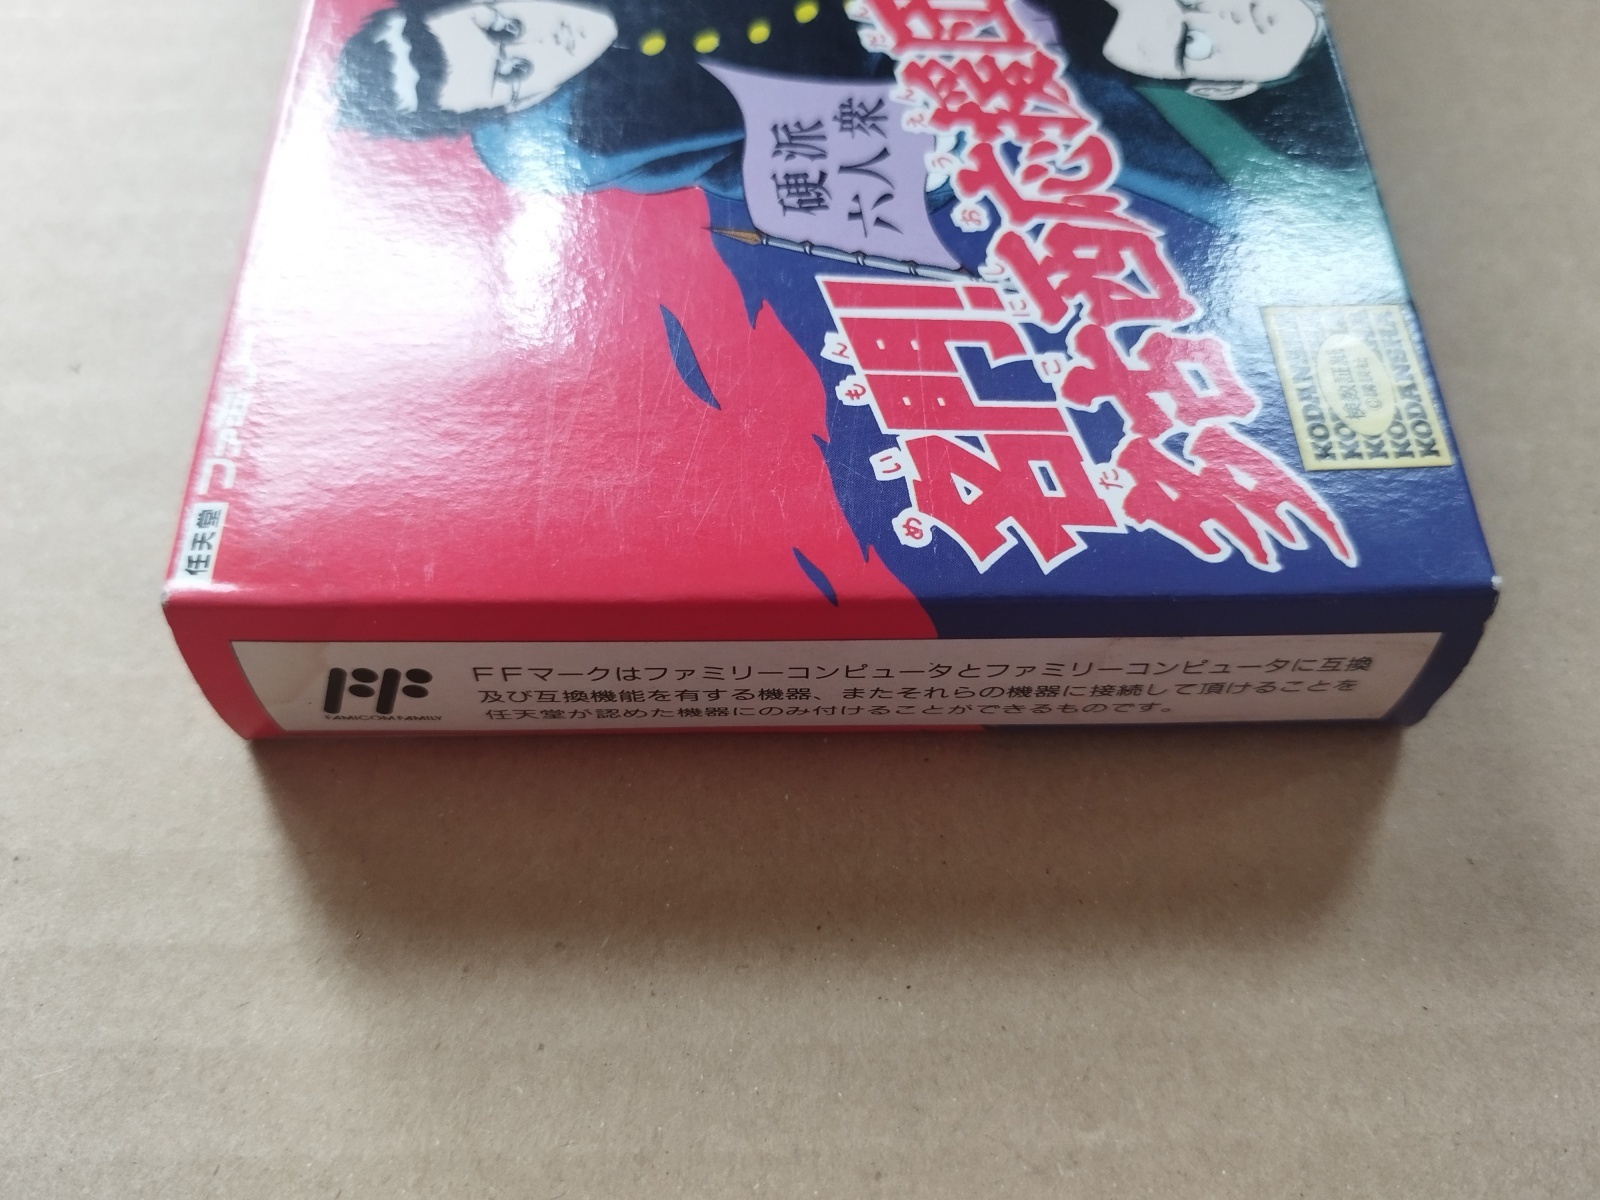 名門!
めいもん
多古西応援団
たこにしおうえんだん
硬派
六人衆
任天堂
KODANSHA
FAMICOM FAMILY
FFマークはファミリーコンピュータとファミリーコンピュータに互換
及び互換機能を有する機器、またそれらの機器に接続して頂けることを
任天堂が認めた機器にのみ付けることができるものです。